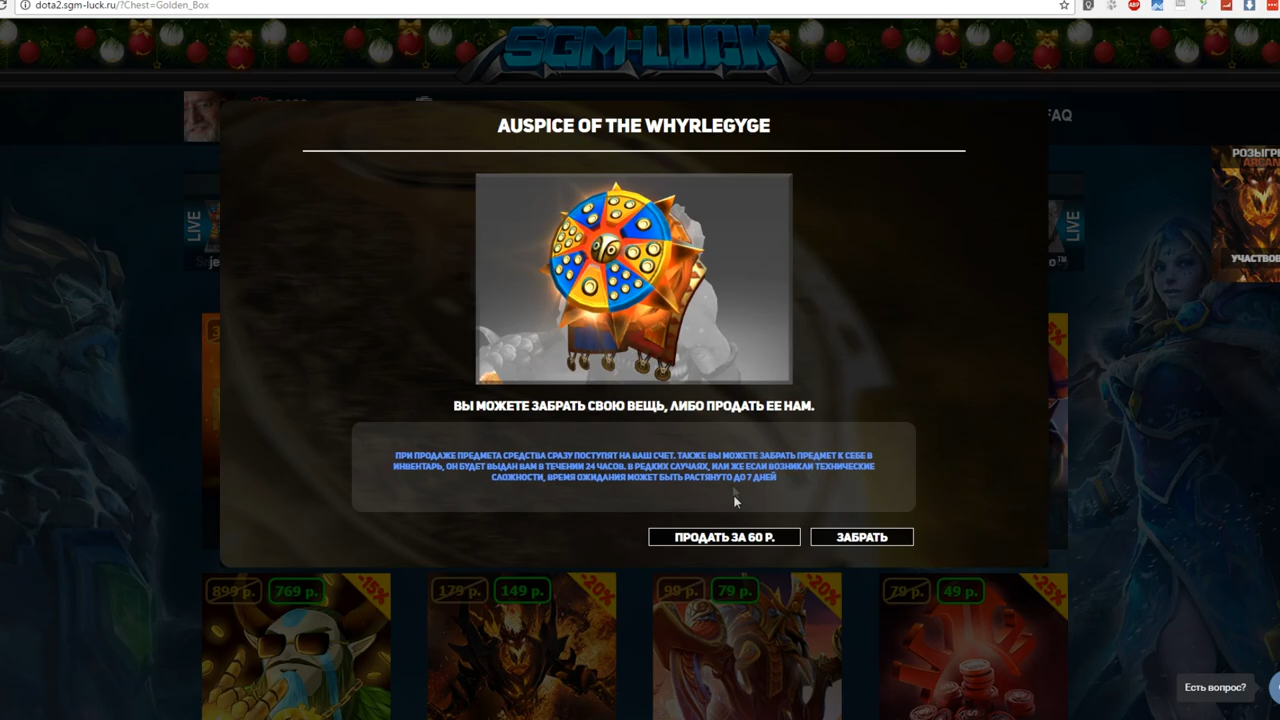 dota2.sgm-luck.ru/?Chest=Golden_Box
ABP
SGM-LUCK
FAQ
AUSPICE OF THE WHYRLEGYGE
РОЗЫГРЫ
ARCAN
LIVE
LIVE
УЧАСТВОВ
ВЫ МОЖЕТЕ ЗАБРАТЬ СВОЮ ВЕЩЬ, ЛИБО ПРОДАТЬ ЕЕ НАМ.
ПРИ ПРОДАЖЕ ПРЕДМЕТА СРЕДСТВА СРАЗУ ПОСТУПЯТ НА ВАШ СЧЕТ. ТАКЖЕ ВЫ МОЖЕТЕ ЗАБРАТЬ ПРЕДМЕТ К СЕБЕ В
ИНВЕНТАРЬ, ОН БУДЕТ ВЫДАН ВАМ В ТЕЧЕНИИ 24 ЧАСОВ. В РЕДКИХ СЛУЧАЯХ, ИЛИ ЖЕ ЕСЛИ ВОЗНИКЛИ ТЕХНИЧЕСКИЕ
СЛОЖНОСТИ, ВРЕМЯ ОЖИДАНИЯ МОЖЕТ БЫТЬ РАСТЯНУТО ДО 7 ДНЕЙ
ПРОДАТЬ ЗА 60 Р.
ЗАБРАТЬ
899 р. 769 р. -15%
179 р. 149 р. -20%
99 р. 79 р. -20%
79 р. 49 р. -25%
Есть вопрос?